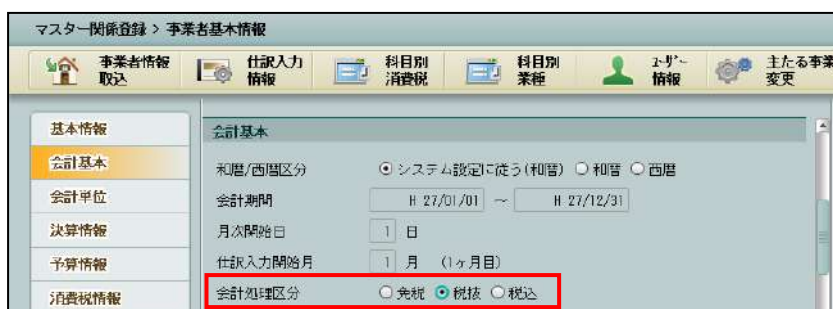 マスター関係登録 > 事業者基本情報
事業者情報取込 仕訳入力情報 科目別消費税 科目別業種 ﾕｰｻﾞｰ情報 主たる事業変更
基本情報
会計基本
会計単位
決算情報
予算情報
消費税情報
会計基本
和暦/西暦区分 システム設定に従う(和暦) 和暦 西暦
会計期間 H 27/01/01 ~ H 27/12/31
月次開始日 1 日
仕訳入力開始月 1 月 (1ヶ月目)
会計処理区分 免税 税抜 税込